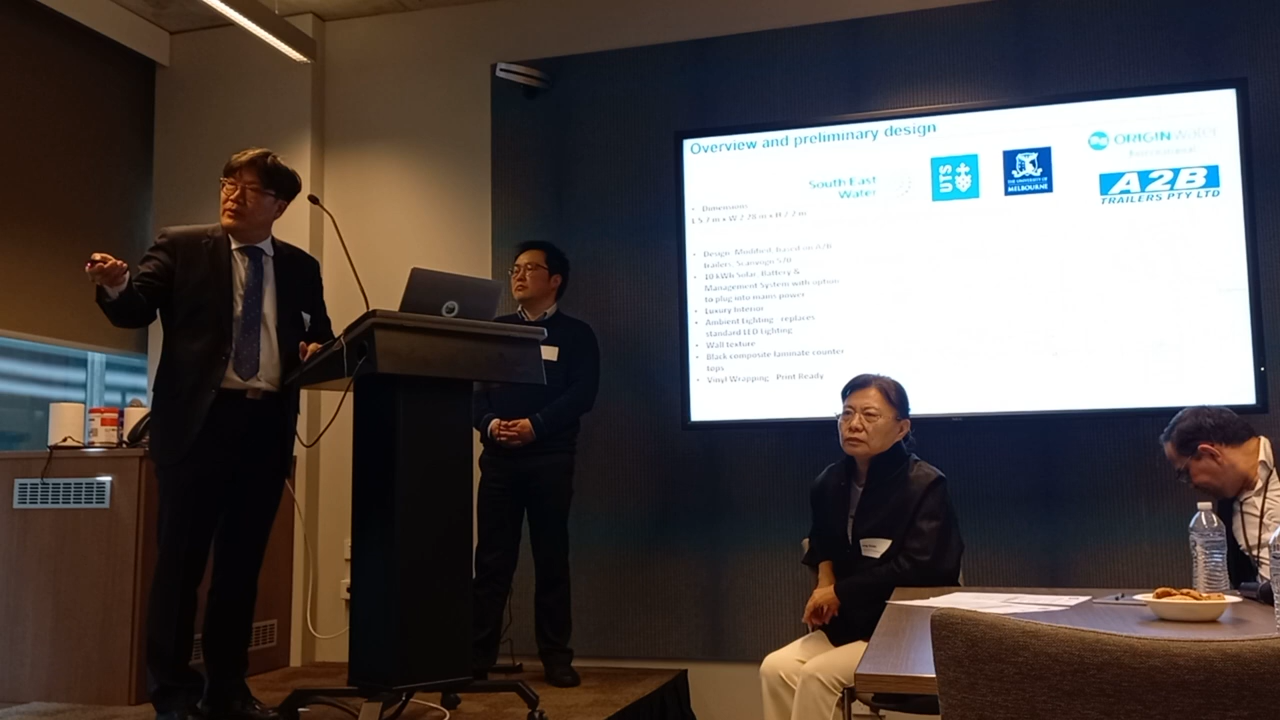 Overview and preliminary design
ORIGINWATER
South East
Water
UTS
THE UNIVERSITY OF
MELBOURNE
A2B
TRAILERS PTY LTD
• Dimensions
• Design: Modified, based on A2B
trailers,
• 10 kWh Solar, Battery &
Management System with option
to plug into mains power
• Luxury Interior
• Ambient Lighting - replaces
standard LED Lighting
• Wall texture
• Black composite laminate counter
tops
• Vinyl Wrapping - Print Ready